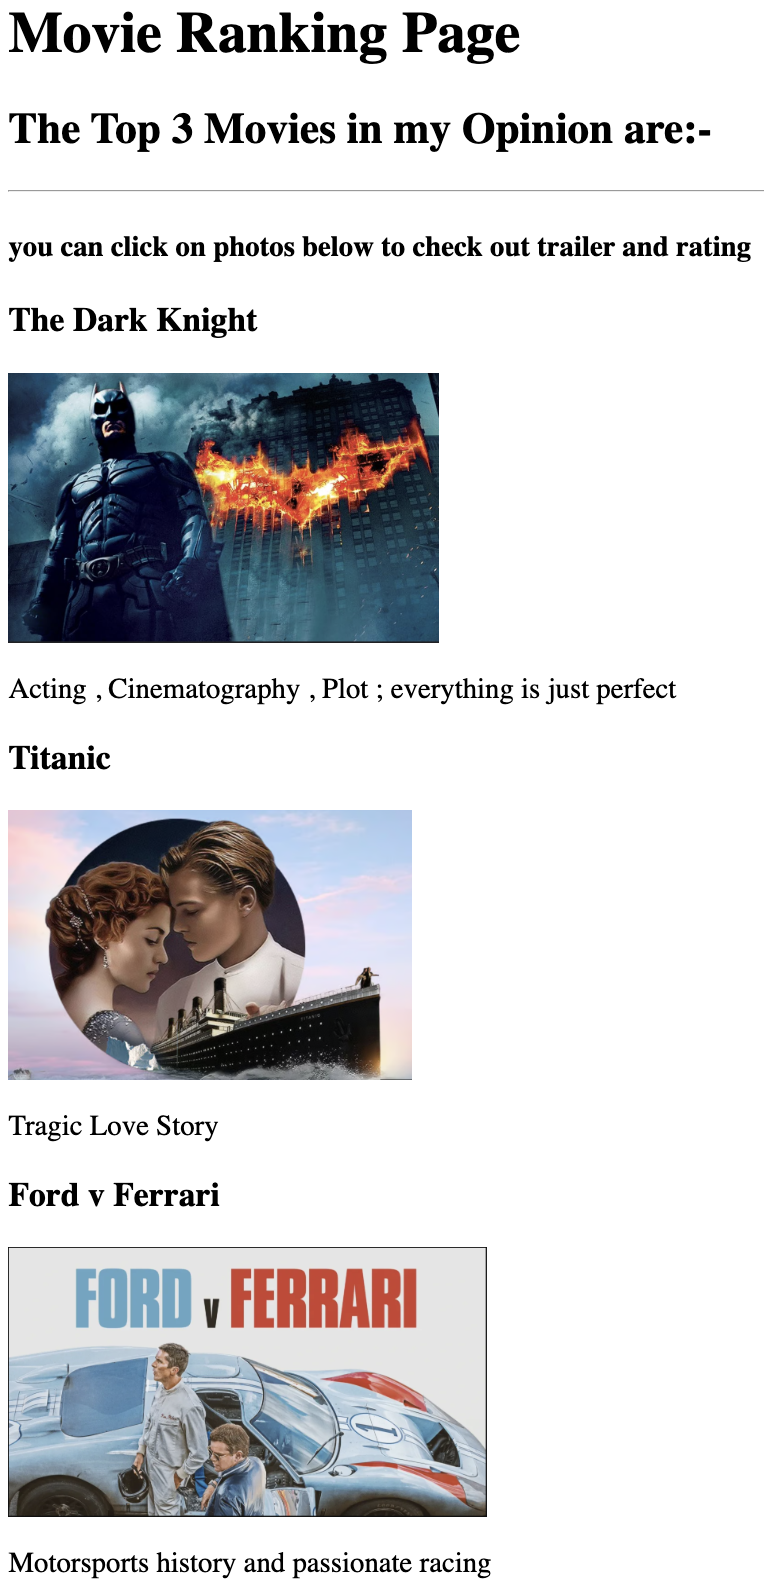 Movie Ranking Page
The Top 3 Movies in my Opinion are:-
you can click on photos below to check out trailer and rating
The Dark Knight
Acting , Cinematography , Plot ; everything is just perfect
Titanic
TITANIC
Tragic Love Story
Ford v Ferrari
FORD v FERRARI
1
Motorsports history and passionate racing